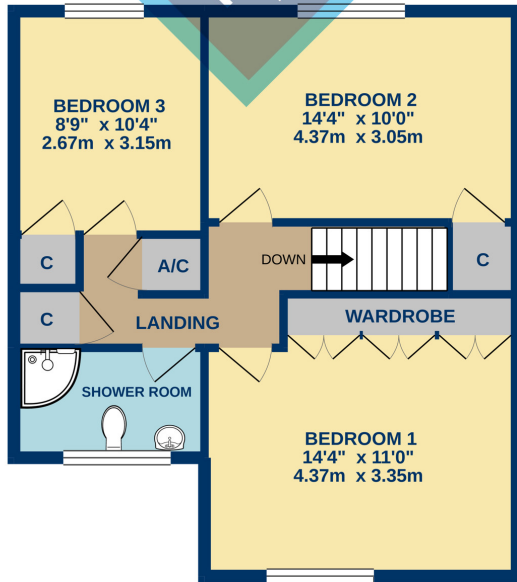 BEDROOM 3
8'9" x 10'4"
2.67m x 3.15m
BEDROOM 2
14'4" x 10'0"
4.37m x 3.05m
C
A/C
DOWN
C
C
LANDING
WARDROBE
SHOWER ROOM
BEDROOM 1
14'4" x 11'0"
4.37m x 3.35m